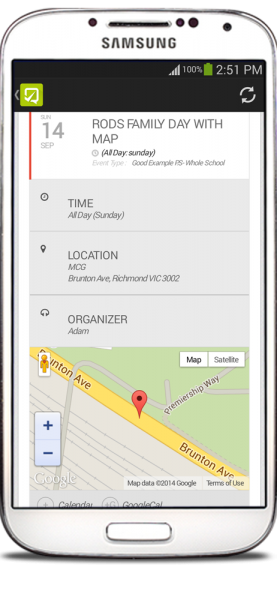 SAMSUNG
100% 2:51 PM
SUN
14
SEP
RODS FAMILY DAY WITH
MAP
(All Day: sunday)
Event Type : Good Example PS- Whole School
TIME
All Day (Sunday)
LOCATION
MCG
Brunton Ave, Richmond VIC 3002
ORGANIZER
Adam
Map Satellite
Brunton Ave
Premiership Way
Brunton Ave
+
−
Google
Map data ©2014 Google Terms of Use
+ Calendar +G GoogleCal